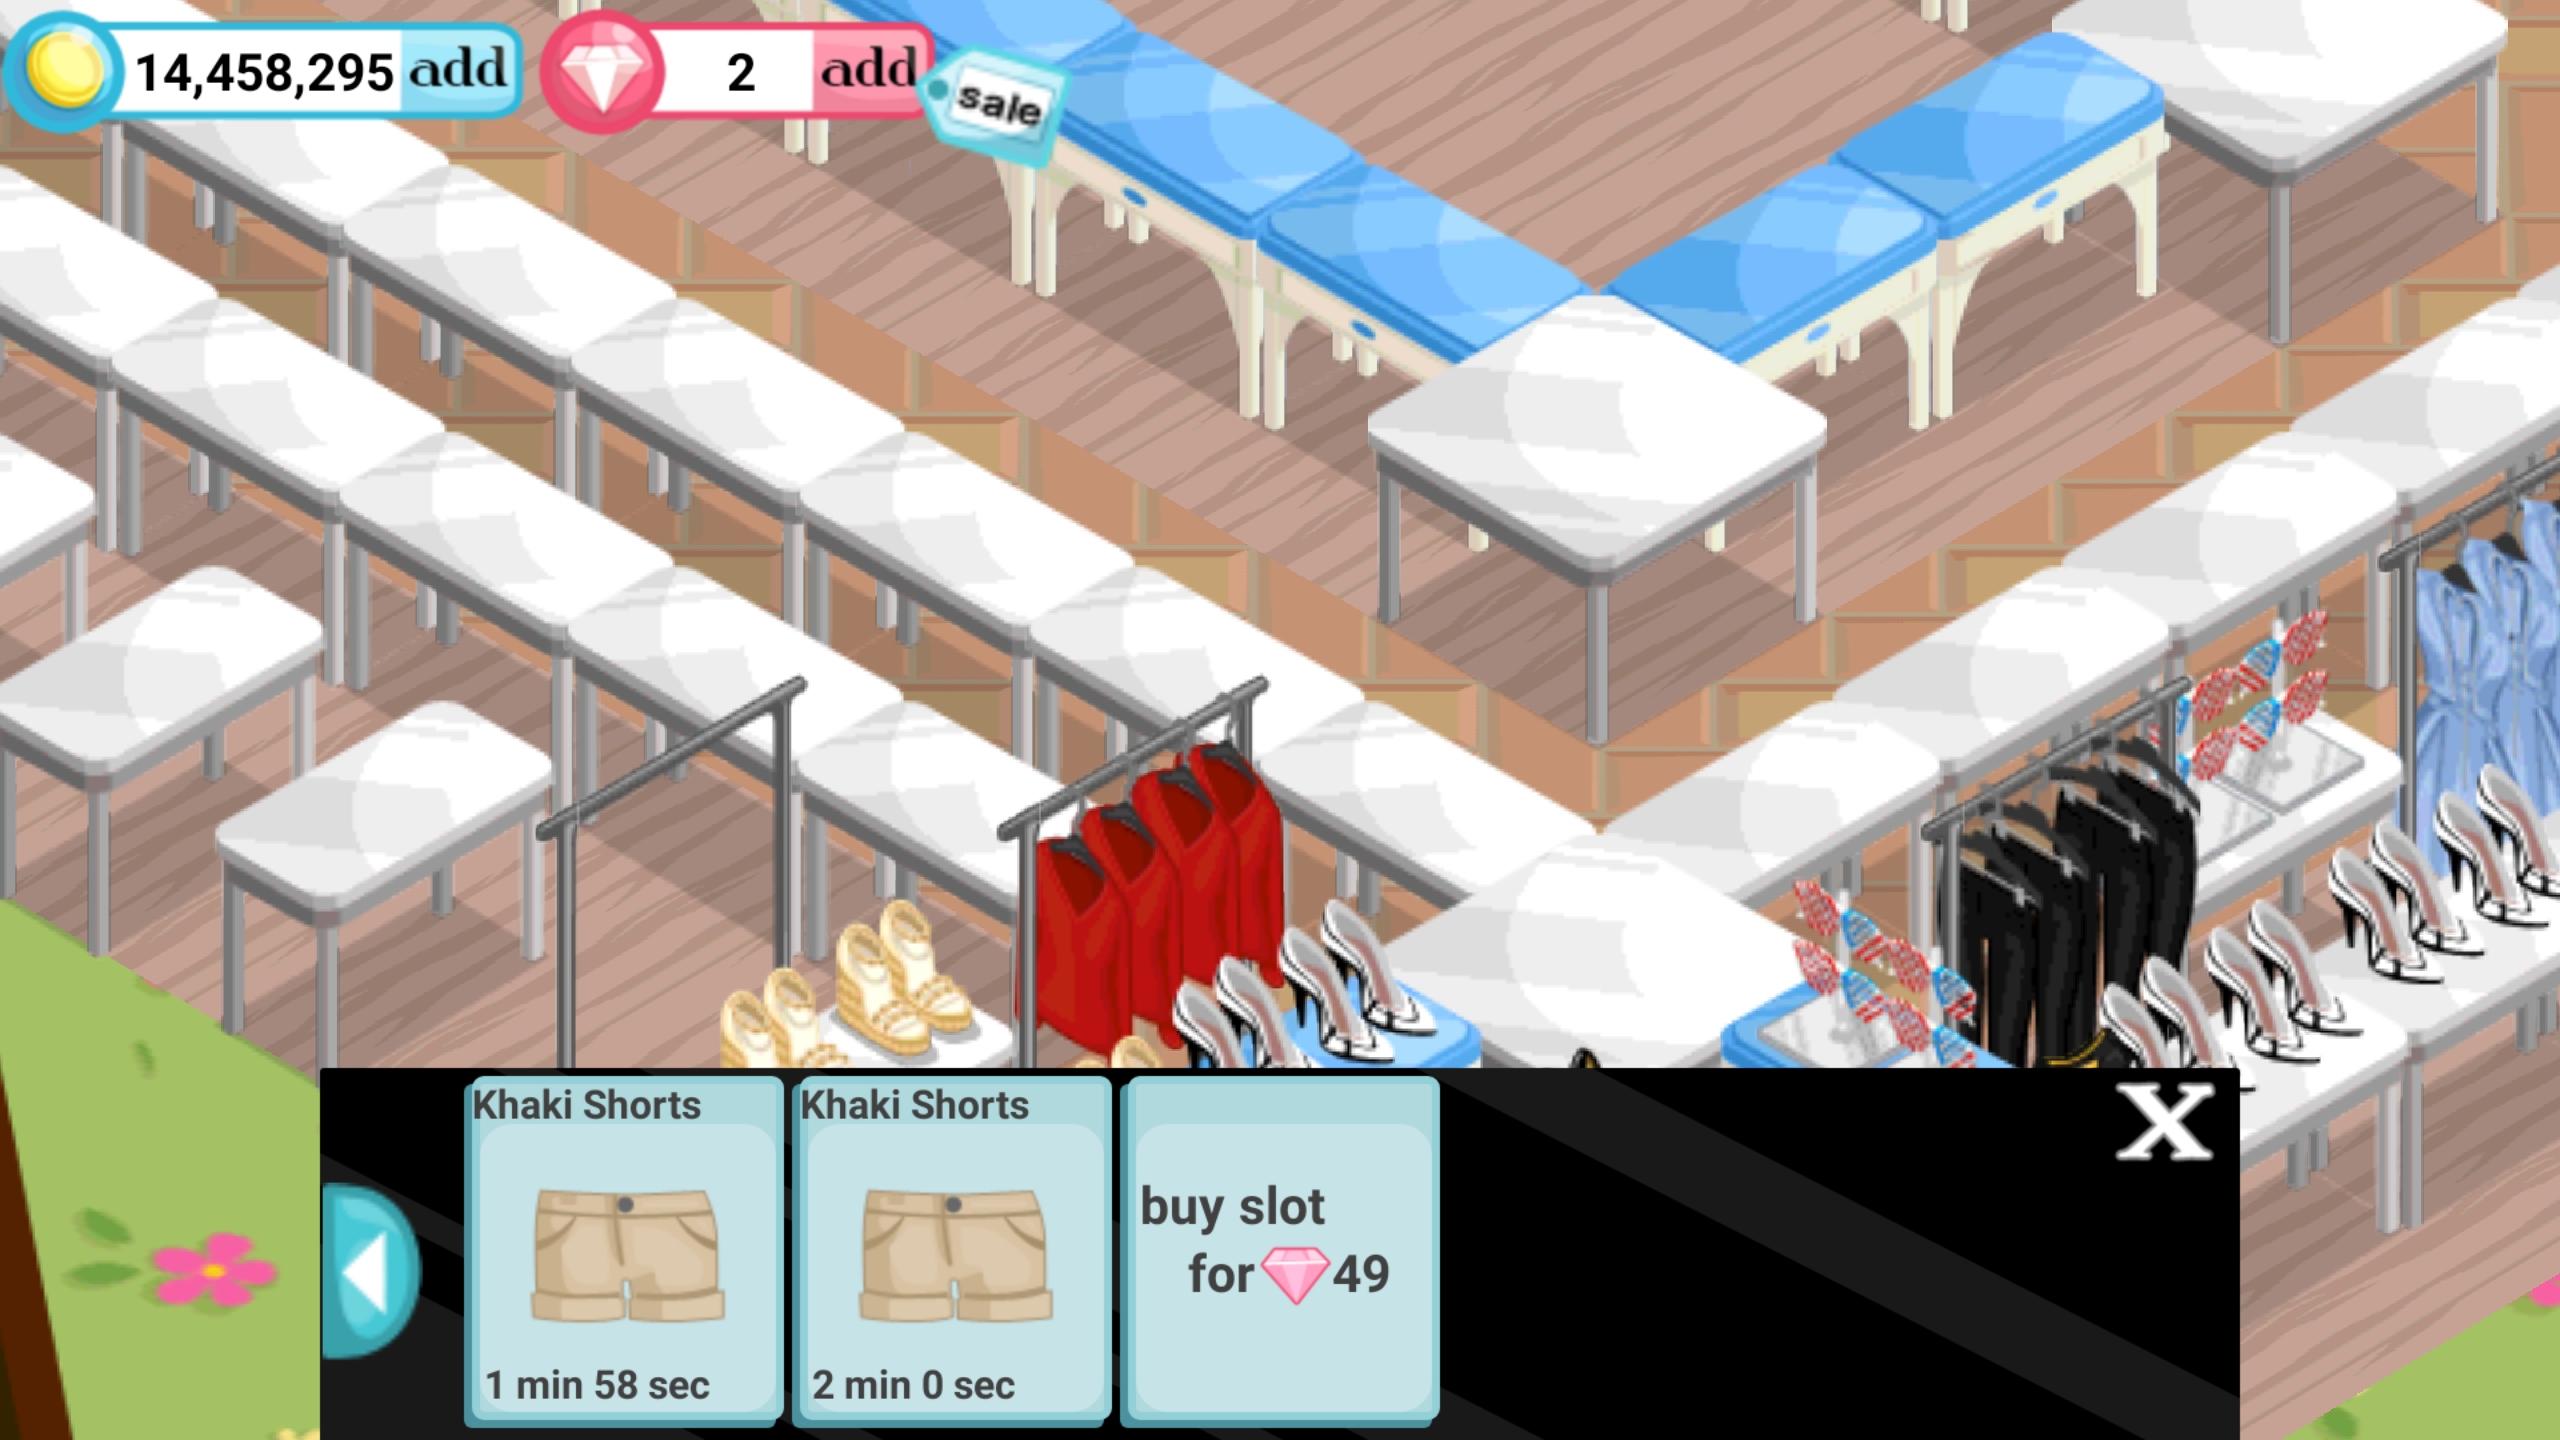 14,458,295 add
2 add
sale
Khaki Shorts
1 min 58 sec
Khaki Shorts
2 min 0 sec
buy slot
for 49
X